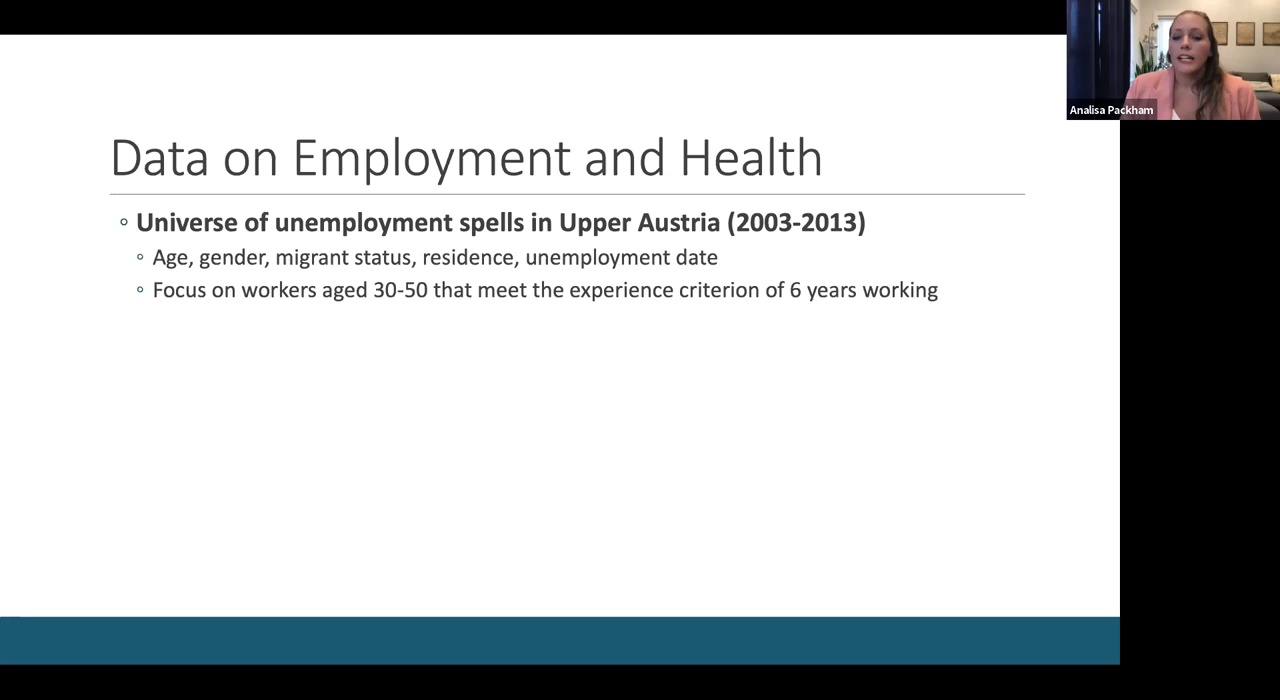 Data on Employment and Health
◦ Universe of unemployment spells in Upper Austria (2003-2013)
◦ Age, gender, migrant status, residence, unemployment date
◦ Focus on workers aged 30-50 that meet the experience criterion of 6 years working
Analisa Packham